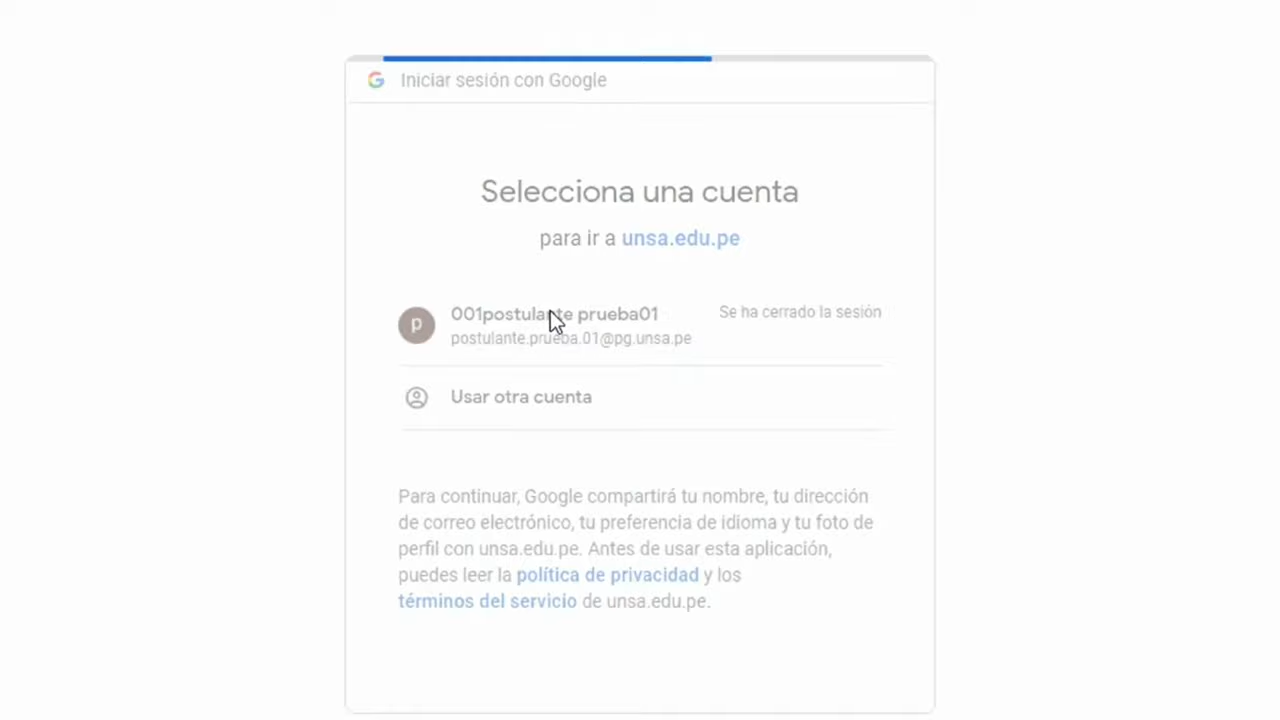 Iniciar sesión con Google
Selecciona una cuenta
para ir a unsa.edu.pe
p
001postulante prueba01
Se ha cerrado la sesión
postulante.prueba.01@pg.unsa.pe
Usar otra cuenta
Para continuar, Google compartirá tu nombre, tu dirección
de correo electrónico, tu preferencia de idioma y tu foto de
perfil con unsa.edu.pe. Antes de usar esta aplicación,
puedes leer la política de privacidad y los
términos del servicio de unsa.edu.pe.